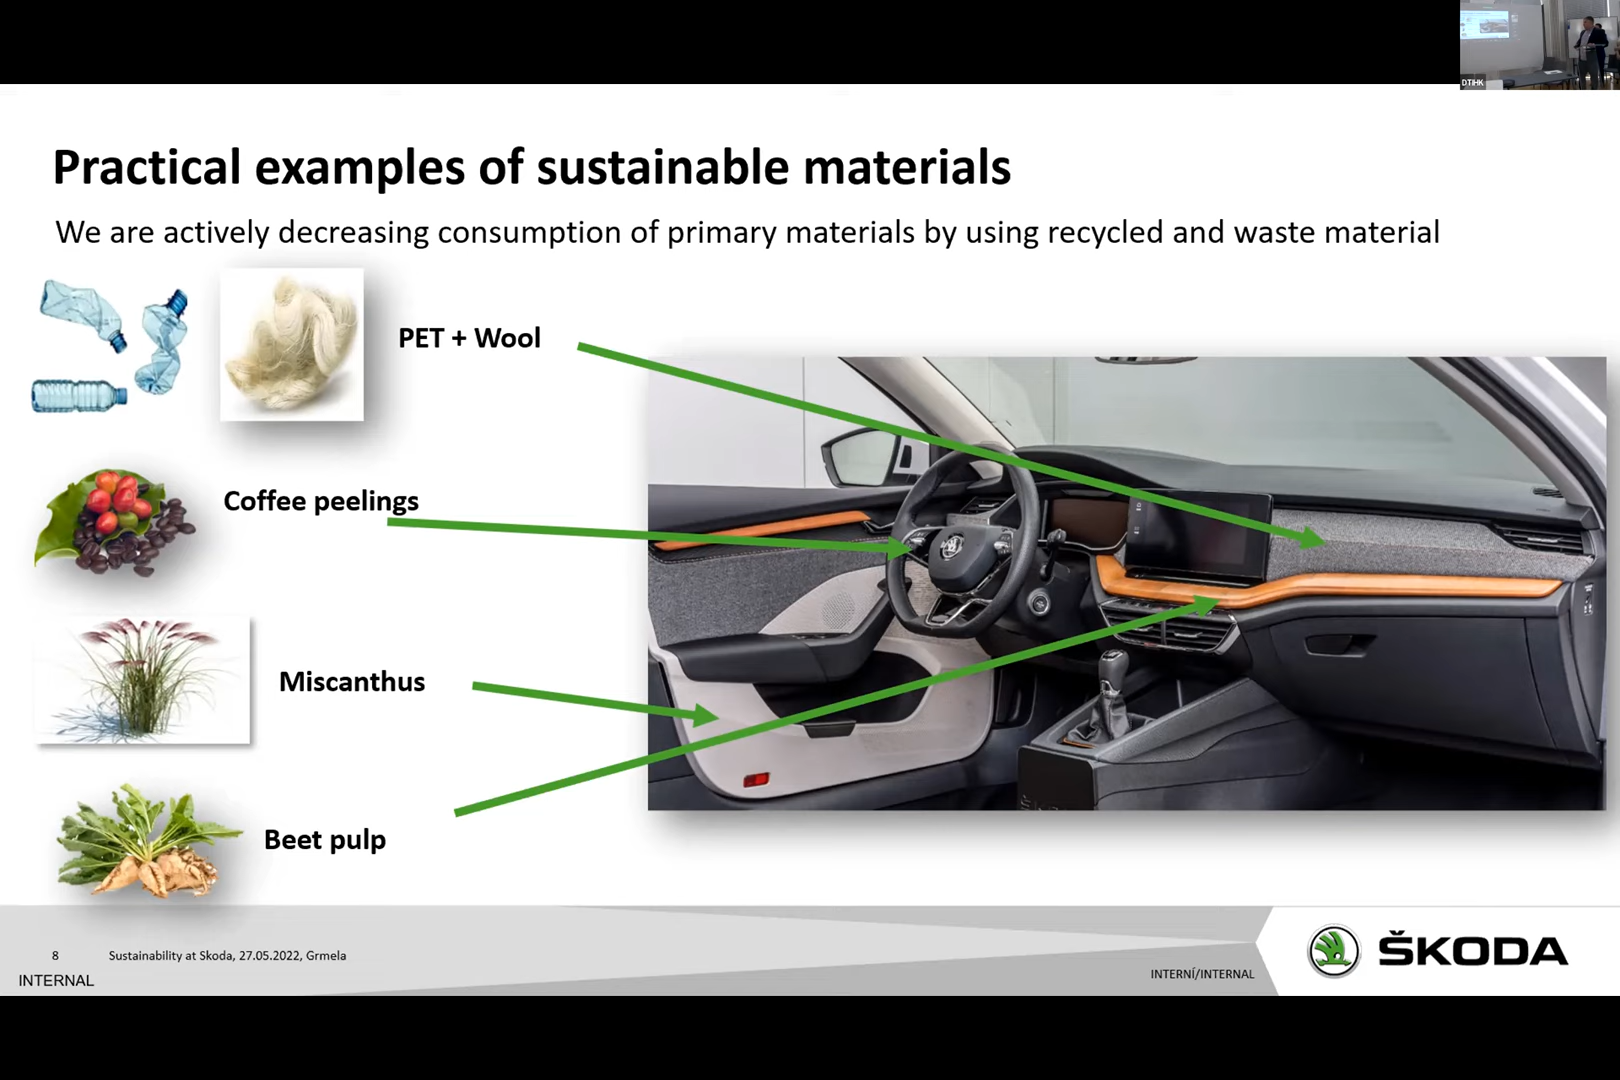 DTIHK
Practical examples of sustainable materials
We are actively decreasing consumption of primary materials by using recycled and waste material
PET + Wool
Coffee peelings
Miscanthus
Beet pulp
8 Sustainability at Skoda, 27.05.2022, Grmela
INTERNAL
INTERNÍ/INTERNAL
ŠKODA